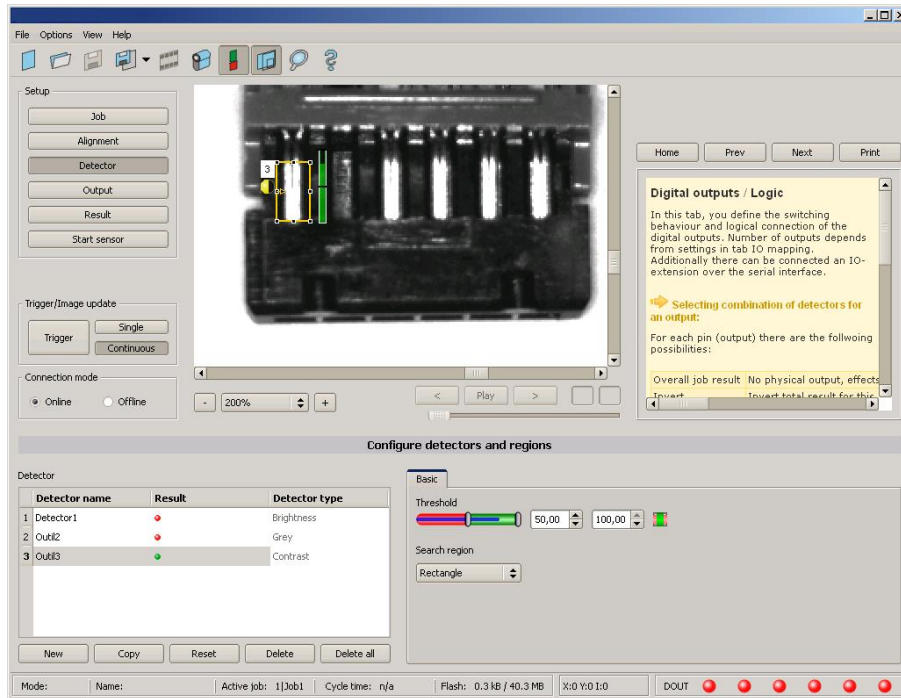 File Options View Help
Setup
Job
Alignment
Detector
Output
Result
Start sensor
Trigger/Image update
Trigger
Single
Continuous
Connection mode
Online
Offline
3
- 200% +
< Play >
Home Prev Next Print
Digital outputs / Logic
In this tab, you define the switching
behaviour and logical connection of the
digital outputs. Number of outputs depends
from settings in tab IO mapping.
Additionally there can be connected an IO-
extension over the serial interface.
Selecting combination of detectors for
an output:
For each pin (output) there are the follwoing
possibilities:
Overall job result No physical output, effects
Invert Invert total result for this
Configure detectors and regions
Detector
Detector name Result Detector type
1 Detector1 Brightness
2 Outil2 Grey
3 Outil3 Contrast
New Copy Reset Delete Delete all
Basic
Threshold
50,00 100,00
Search region
Rectangle
Mode: Name: Active job: 1|Job1 Cycle time: n/a Flash: 0.3 kB / 40.3 MB X:0 Y:0 I:0 DOUT